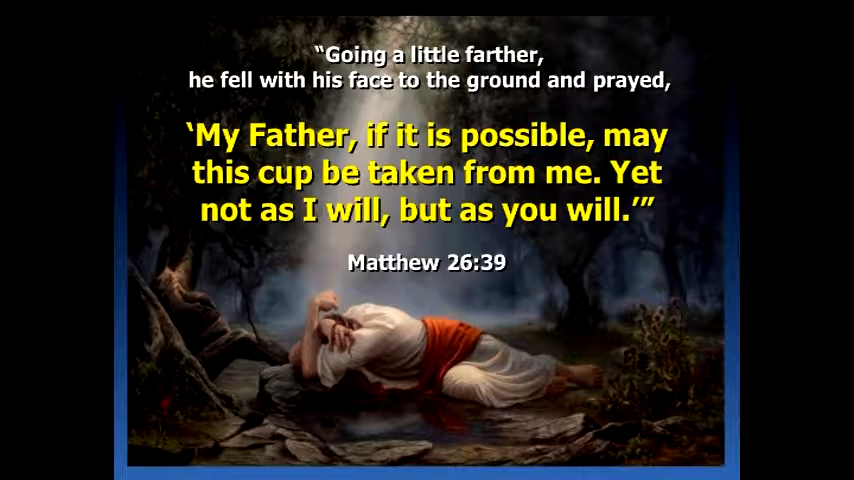 “Going a little farther,
he fell with his face to the ground and prayed,
‘My Father, if it is possible, may
this cup be taken from me. Yet
not as I will, but as you will.’”
Matthew 26:39